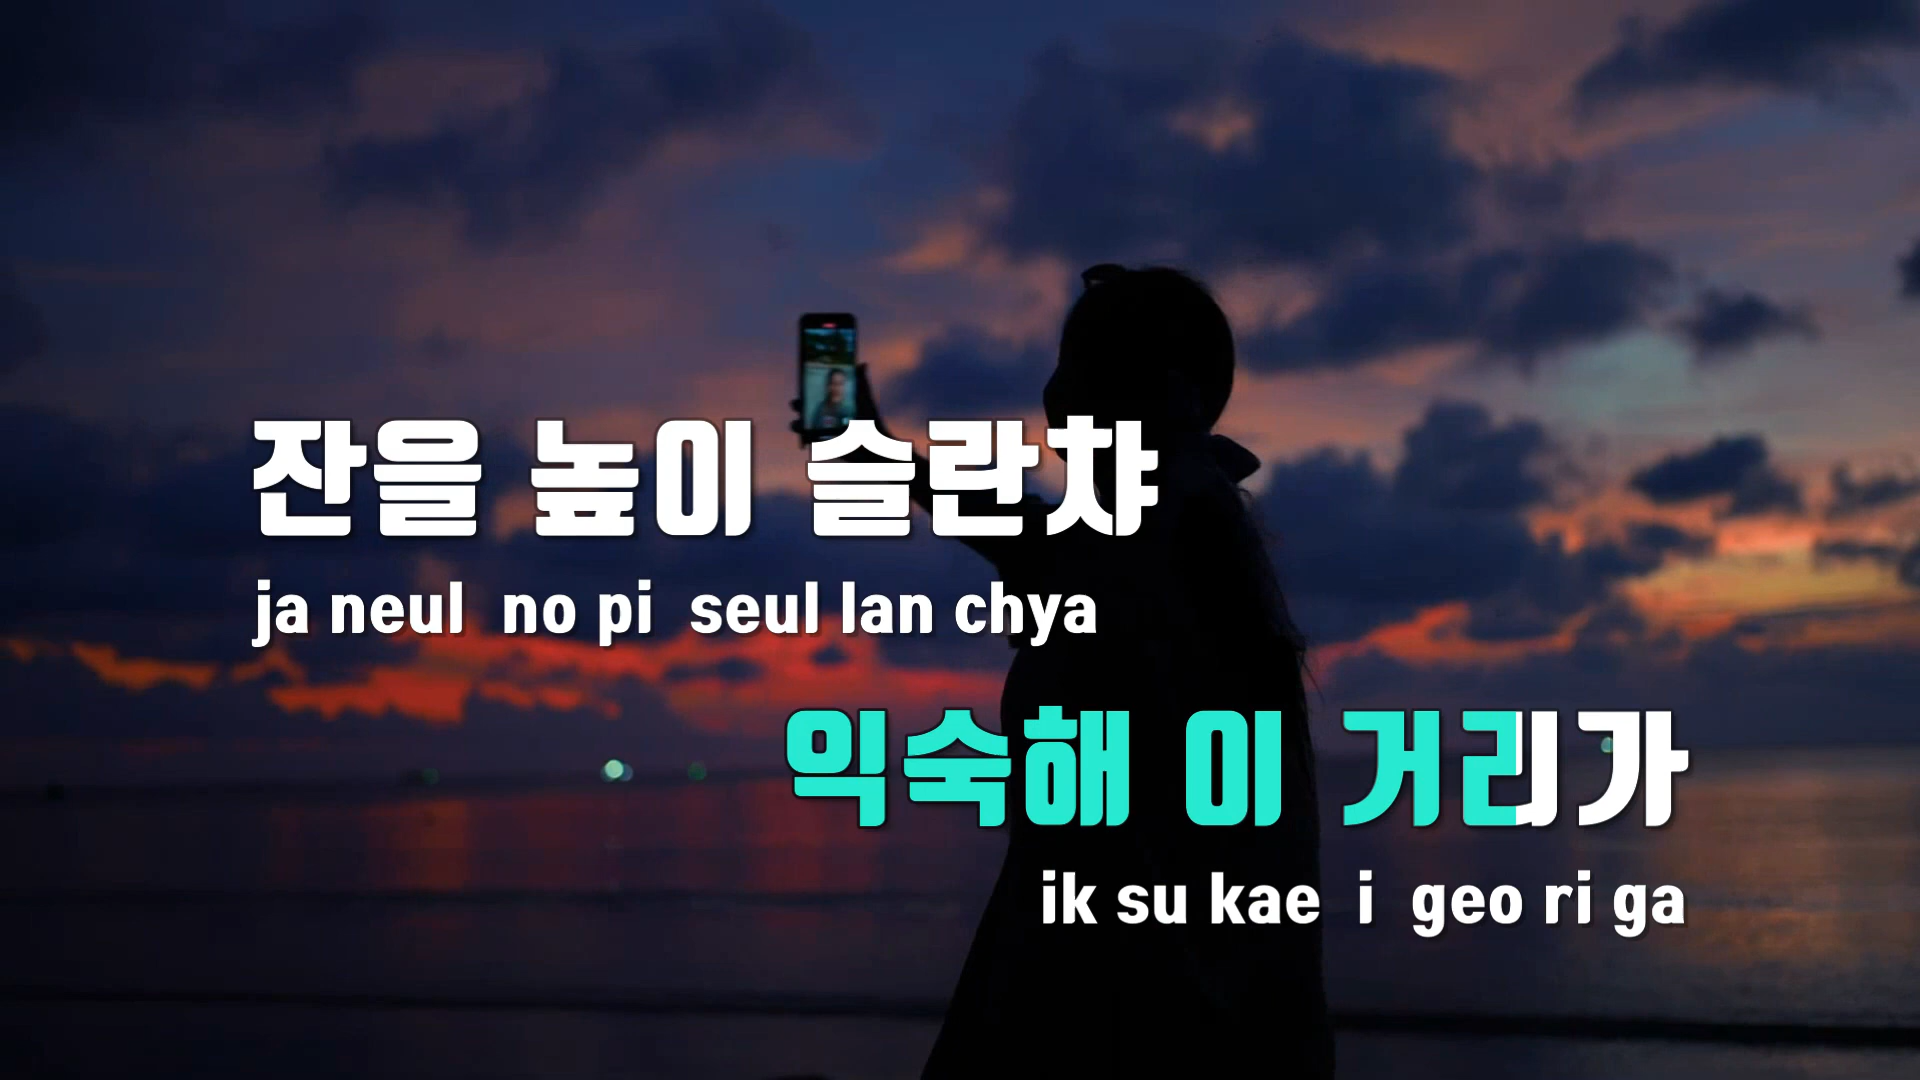 잔을 높이 슬란챠
ja neul no pi seul lan chya
익숙해 이 거리가
ik su kae i geo ri ga